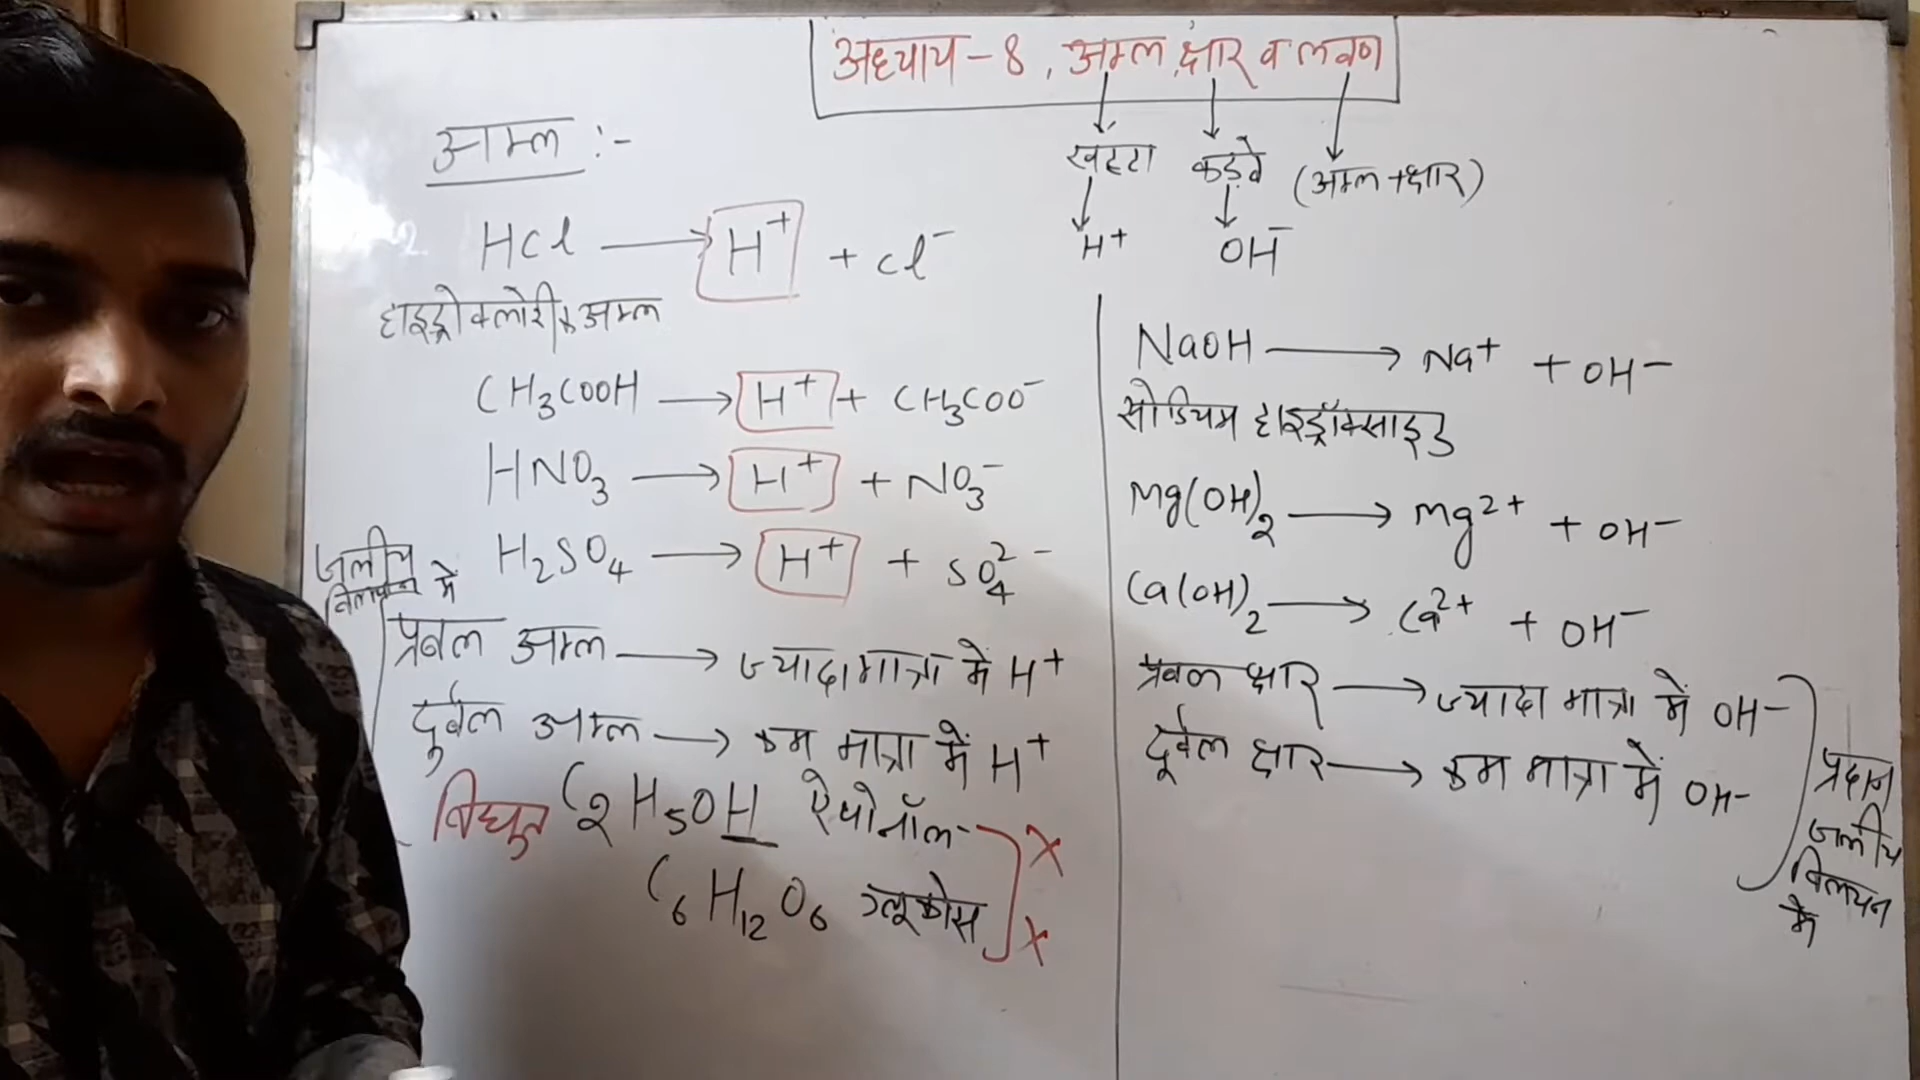 अध्याय - 8, अम्ल, क्षार व लवण
खट्टा कड़वे (अम्ल+क्षार)
H+ OH-
अम्ल :-
HCl → H+ + Cl-
हाइड्रोक्लोरीक अम्ल
CH3COOH → H+ + CH3COO-
HNO3 → H+ + NO3-
H2SO4 → H+ + SO4 2-
जलीय
विलयन में
प्रबल अम्ल → ज्यादा मात्रा में H+
दुर्बल अम्ल → कम मात्रा में H+
विद्युत C2H5OH ऐथोनॉल X
C6H12O6 ग्लूकोस X
NaOH → Na+ + OH-
सोडियम हाइड्रॉक्साइड
Mg(OH)2 → Mg2+ + OH-
Ca(OH)2 → Ca2+ + OH-
प्रबल क्षार → ज्यादा मात्रा में OH-
दूर्बल क्षार → कम मात्रा में OH-
प्रदान
जलीय
विलयन
में